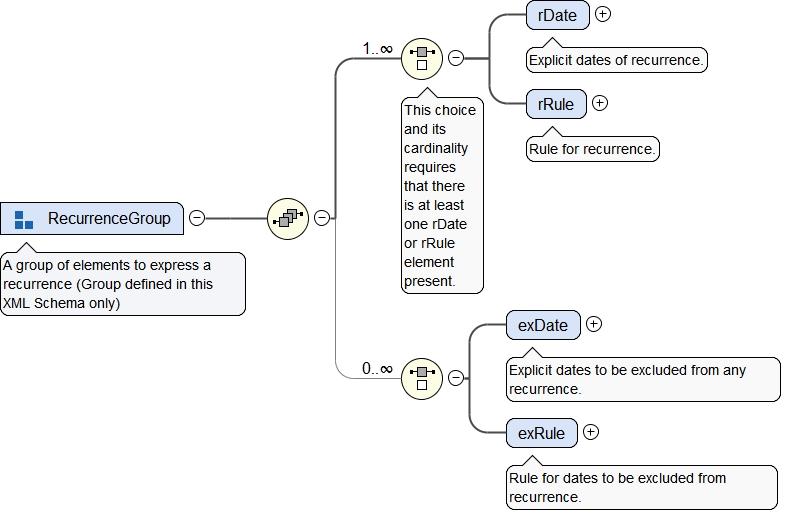 rDate
Explicit dates of recurrence.
1..∞
rRule
Rule for recurrence.
This choice
and its
cardinality
requires
that there
is at least
one rDate
or rRule
element
present.
RecurrenceGroup
A group of elements to express a
recurrence (Group defined in this
XML Schema only)
exDate
Explicit dates to be excluded from any
recurrence.
0..∞
exRule
Rule for dates to be excluded from
recurrence.